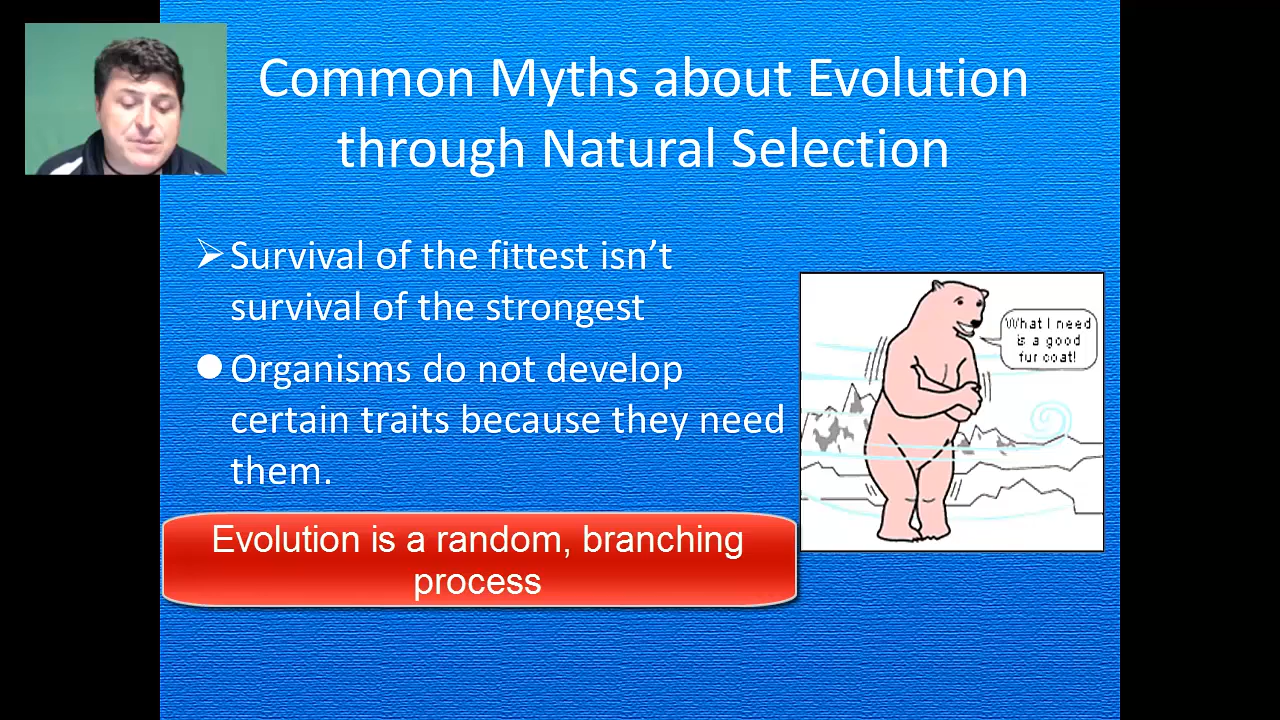 Common Myths about Evolution
through Natural Selection
Survival of the fittest isn’t
survival of the strongest
Organisms do not develop
certain traits because they need
them.
What I need
is a good
fur coat!
Evolution is a random, branching
process